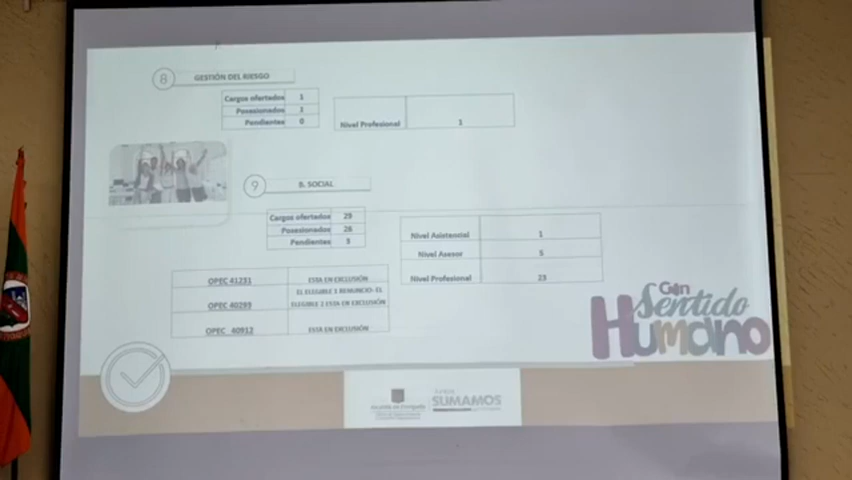 8 GESTIÓN DEL RIESGO
Cargos ofertados 1
Posesionados 1
Pendientes 0
Nivel Profesional 1
9 B. SOCIAL
Cargos ofertados 29
Posesionados 26
Pendientes 3
Nivel Asistencial 1
Nivel Asesor 5
Nivel Profesional 23
OPEC 41231 ESTA EN EXCLUSIÓN
OPEC 40293 EL ELEGIBLE 1 RENUNCIO- EL
ELEGIBLE 2 ESTA EN EXCLUSIÓN
OPEC 40912 ESTA EN EXCLUSIÓN
Con
Sentido
Humano
SUMAMOS